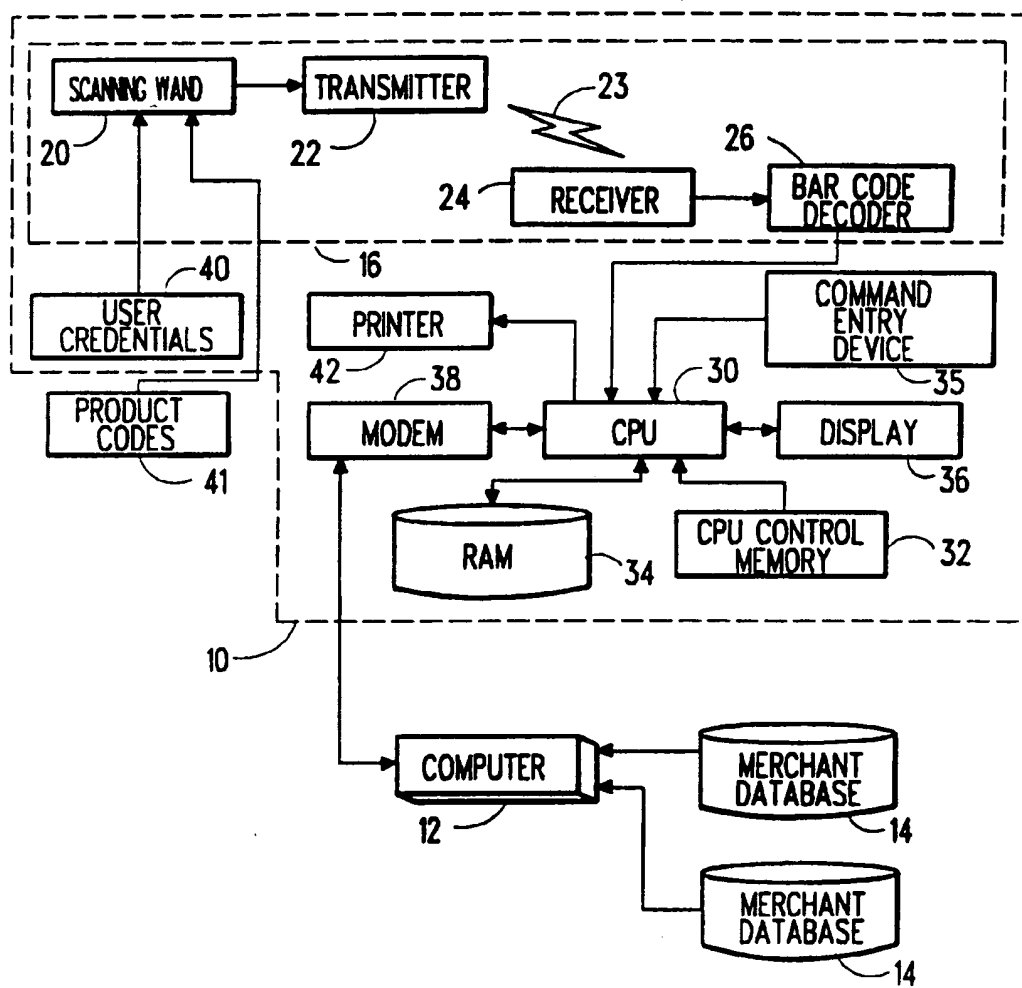 SCANNING WAND
TRANSMITTER
23
20
22
26
24
RECEIVER
BAR CODE
DECODER
16
40
USER
CREDENTIALS
PRINTER
42
COMMAND
ENTRY
DEVICE
35
38
30
PRODUCT
CODES
41
MODEM
CPU
DISPLAY
36
RAM
34
CPU CONTROL
MEMORY
32
10
COMPUTER
12
MERCHANT
DATABASE
14
MERCHANT
DATABASE
14